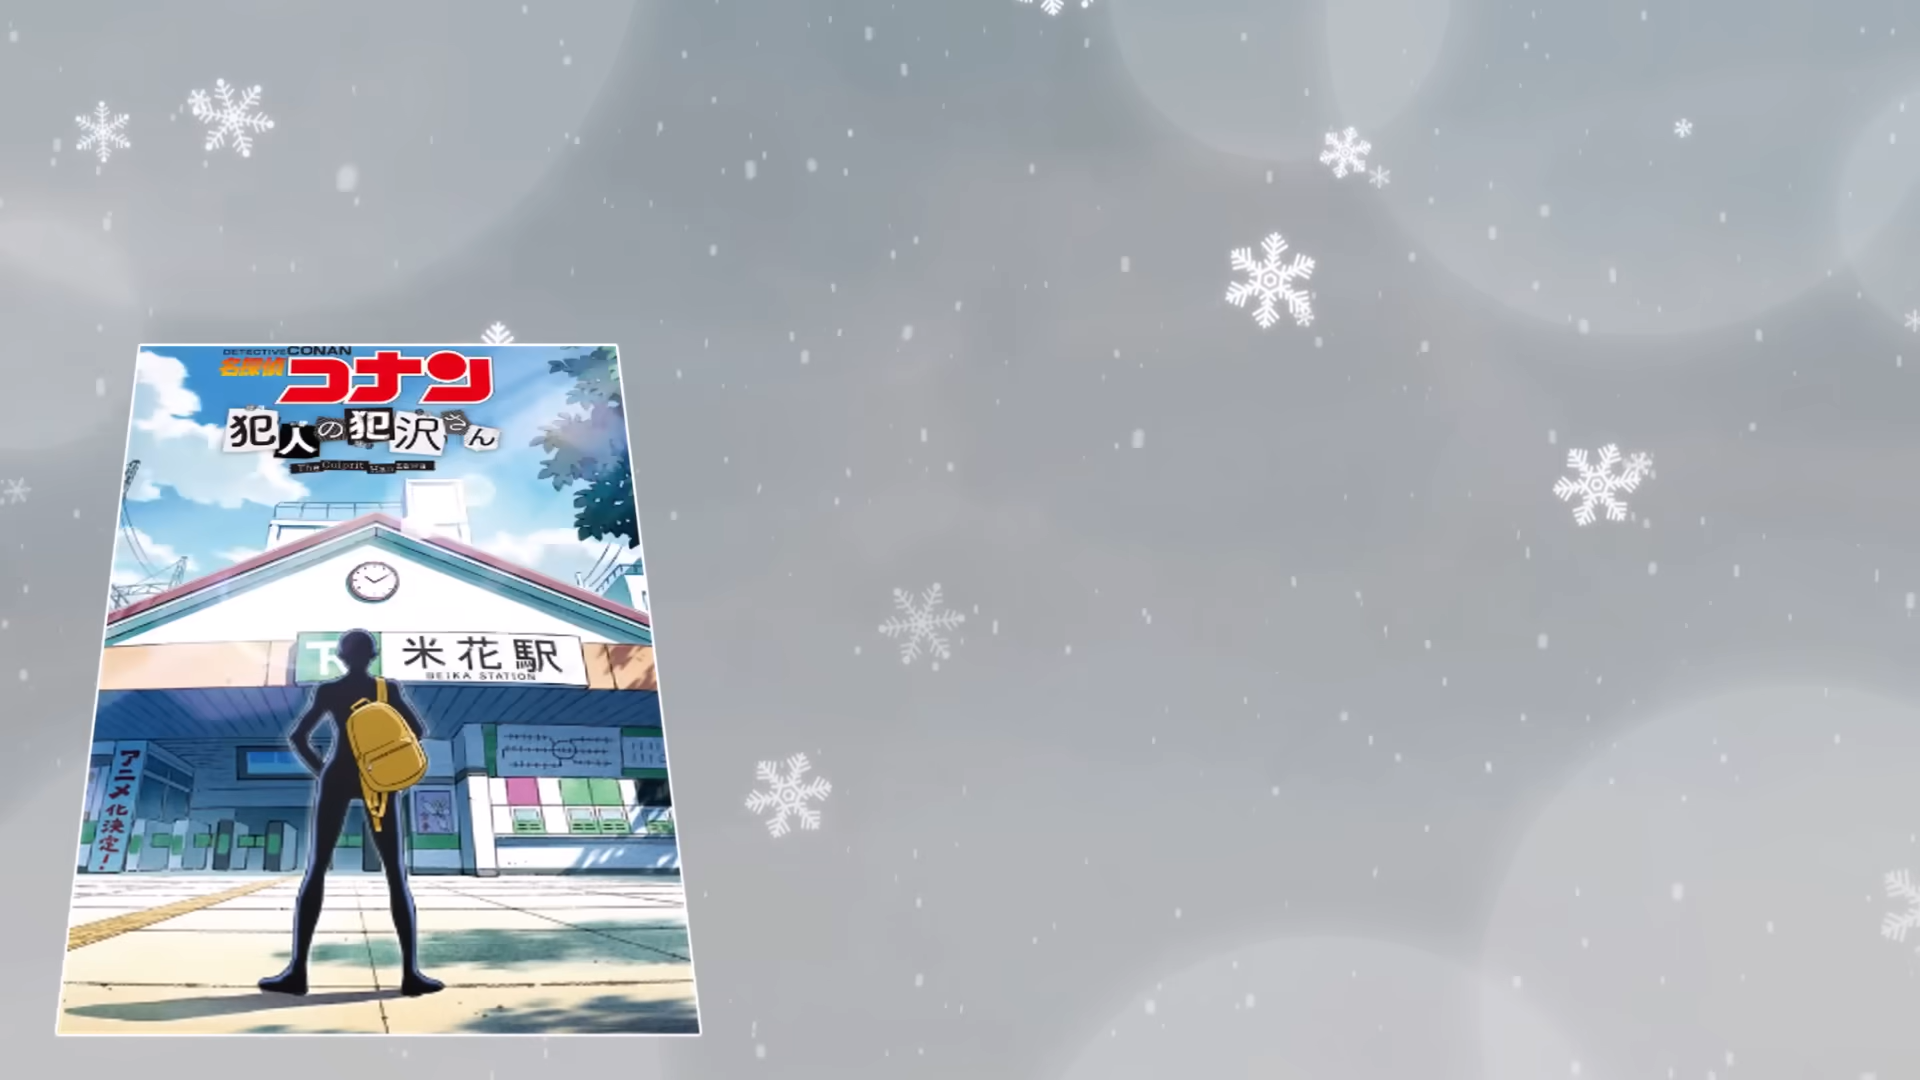 DETECTIVE CONAN
名探偵コナン
犯人の犯沢さん
The Culprit Hanzawa
下
米花駅
BEIKA STATION
アニメ化決定!